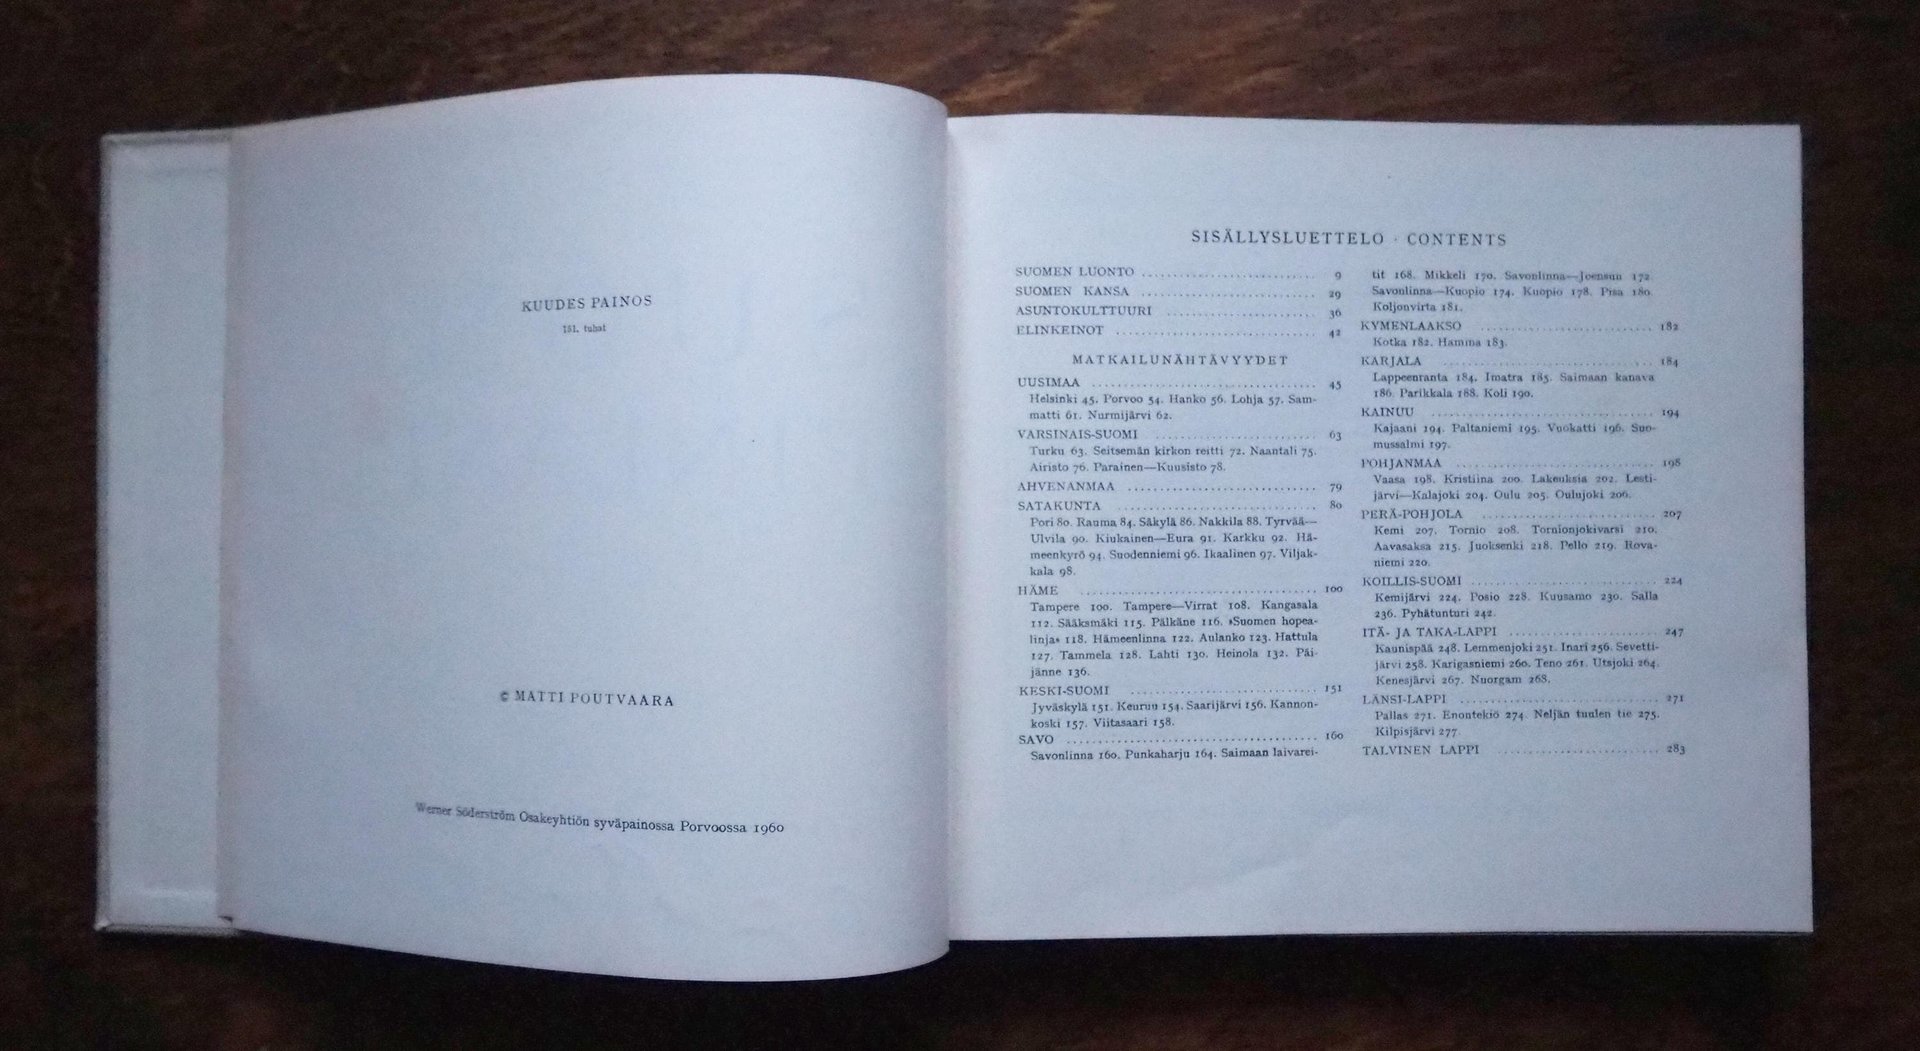 KUUDES PAINOS
151. tuhat
© MATTI POUTVAARA
Werner Söderström Osakeyhtiön syväpainossa Porvoossa 1960
SISÄLLYSLUETTELO · CONTENTS
SUOMEN LUONTO .......................... 9
SUOMEN KANSA .......................... 29
ASUNTOKULTTUURI ...................... 36
ELINKEINOT .............................. 42
MATKAILUNÄHTÄVYYDET
UUSIMAA .................................. 45
Helsinki 45. Porvoo 54. Hanko 56. Lohja 57. Sam-
matti 61. Nurmijärvi 62.
VARSINAIS-SUOMI ........................ 63
Turku 63. Seitsemän kirkon reitti 72. Naantali 75.
Airisto 76. Parainen—Kuusisto 78.
AHVENANMAA ............................ 79
SATAKUNTA .............................. 80
Pori 80. Rauma 84. Säkylä 86. Nakkila 88. Tyrvää—
Ulvila 90. Kiukainen—Eura 91. Karkku 92. Hä-
meenkyrö 94. Suodenniemi 96. Ikaalinen 97. Viljak-
kala 98.
HÄME .................................... 100
Tampere 100. Tampere—Virrat 108. Kangasala
112. Sääksmäki 115. Pälkäne 116. »Suomen hopea-
linja» 118. Hämeenlinna 122. Aulanko 123. Hattula
127. Tammela 128. Lahti 130. Heinola 132. Päi-
jänne 136.
KESKI-SUOMI ............................ 151
Jyväskylä 151. Keuruu 154. Saarijärvi 156. Kannon-
koski 157. Viitasaari 158.
SAVO ...................................... 160
Savonlinna 160. Punkaharju 164. Saimaan laivarei-
tit 168. Mikkeli 170. Savonlinna—Joensuu 172.
Savonlinna—Kuopio 174. Kuopio 178. Pisa 180.
Koljonvirta 181.
KYMENLAAKSO .......................... 182
Kotka 182. Hamina 183.
KARJALA ................................ 184
Lappeenranta 184. Imatra 185. Saimaan kanava
186. Parikkala 188. Koli 190.
KAINUU .................................. 194
Kajaani 194. Paltaniemi 195. Vuokatti 196. Suo-
mussalmi 197.
POHJANMAA .............................. 198
Vaasa 198. Kristiina 200. Lakeuksia 202. Lesti-
järvi—Kalajoki 204. Oulu 205. Oulujoki 206.
PERÄ-POHJOLA .......................... 207
Kemi 207. Tornio 208. Tornionjokivarsi 210.
Aavasaksa 215. Juoksenki 218. Pello 219. Rova-
niemi 220.
KOILLIS-SUOMI .......................... 224
Kemijärvi 224. Posio 228. Kuusamo 230. Salla
236. Pyhätunturi 242.
ITÄ- JA TAKA-LAPPI ...................... 247
Kaunispää 248. Lemmenjoki 251. Inari 256. Sevetti-
järvi 258. Karigasniemi 260. Teno 261. Utsjoki 264.
Kenesjärvi 267. Nuorgam 268.
LÄNSI-LAPPI ............................ 271
Pallas 271. Enontekiö 274. Neljän tuulen tie 275.
Kilpisjärvi 277.
TALVINEN LAPPI ........................ 283